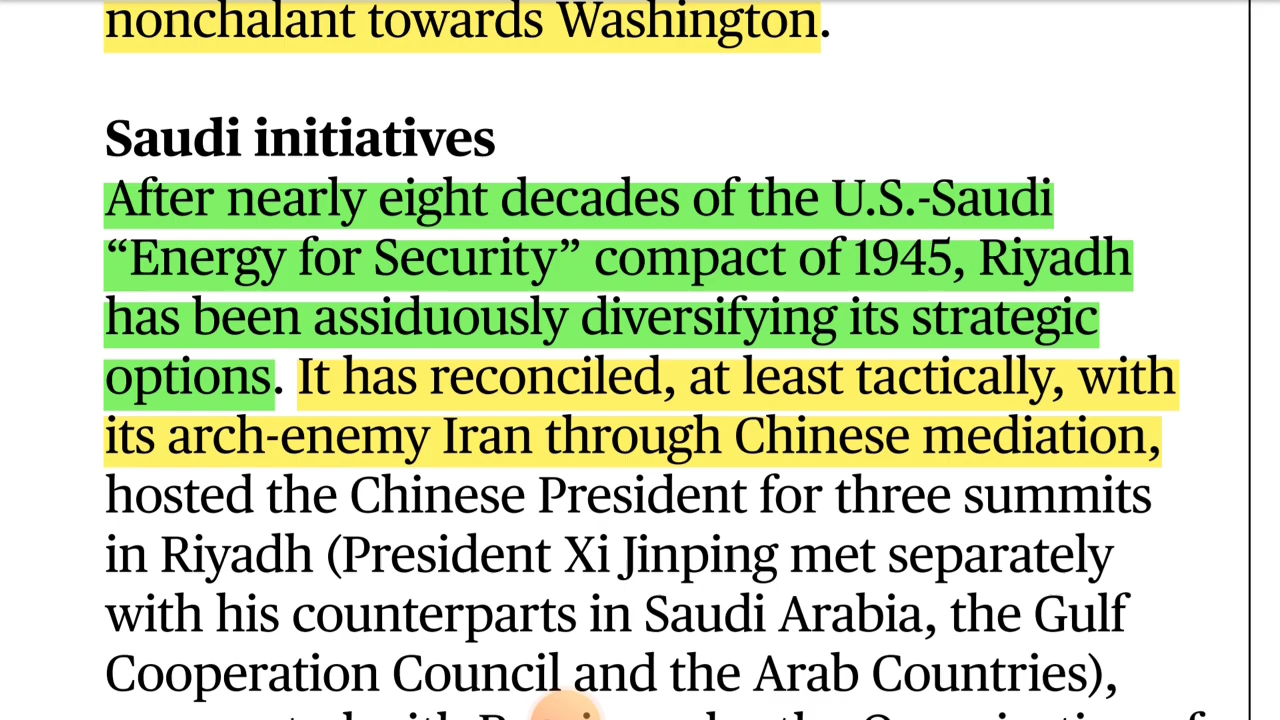 nonchalant towards Washington.
Saudi initiatives
After nearly eight decades of the U.S.-Saudi
“Energy for Security” compact of 1945, Riyadh
has been assiduously diversifying its strategic
options. It has reconciled, at least tactically, with
its arch-enemy Iran through Chinese mediation,
hosted the Chinese President for three summits
in Riyadh (President Xi Jinping met separately
with his counterparts in Saudi Arabia, the Gulf
Cooperation Council and the Arab Countries),